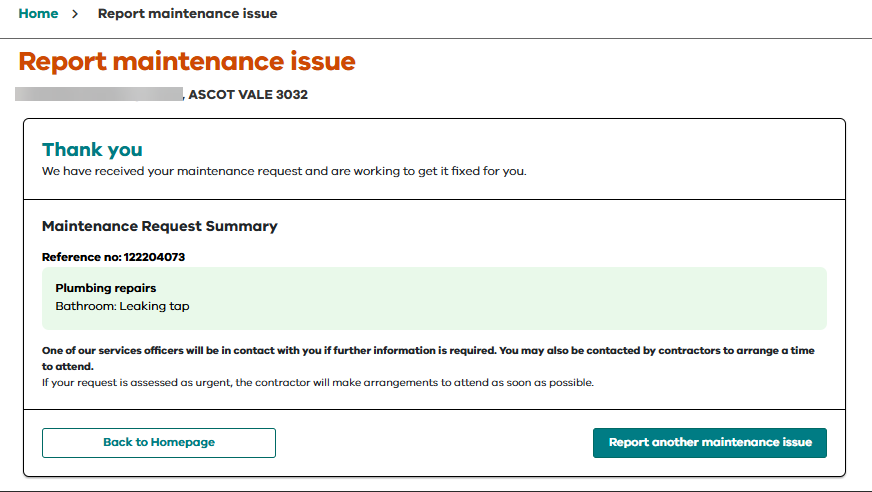 Home > Report maintenance issue
Report maintenance issue
, ASCOT VALE 3032
Thank you
We have received your maintenance request and are working to get it fixed for you.
Maintenance Request Summary
Reference no: 122204073
Plumbing repairs
Bathroom: Leaking tap
One of our services officers will be in contact with you if further information is required. You may also be contacted by contractors to arrange a time
to attend.
If your request is assessed as urgent, the contractor will make arrangements to attend as soon as possible.
Back to Homepage
Report another maintenance issue